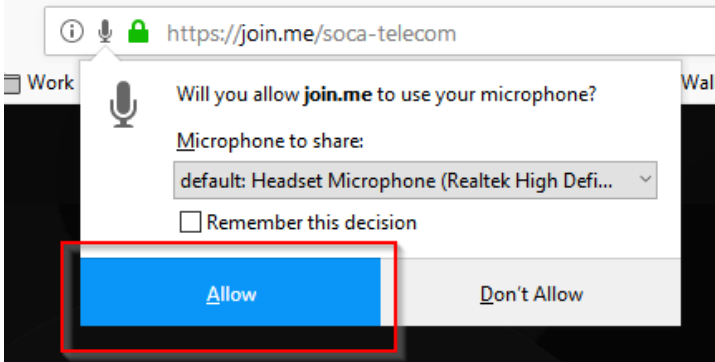 https://join.me/soca-telecom
Work
Wal
Will you allow join.me to use your microphone?
Microphone to share:
default: Headset Microphone (Realtek High Defi...
Remember this decision
Allow
Don't Allow